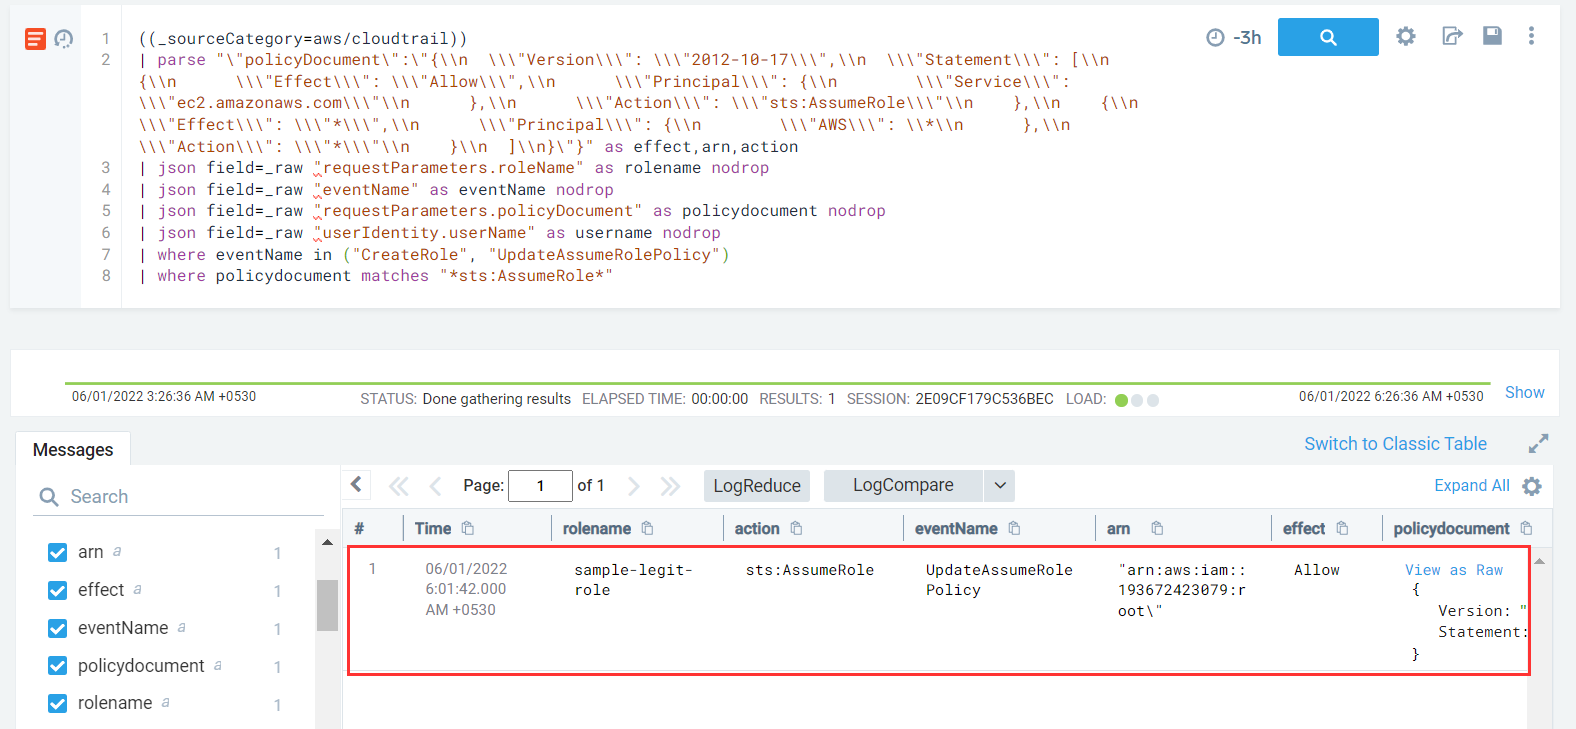 1 ((_sourceCategory=aws/cloudtrail))
2 | parse "\"policyDocument\":\"{\\n  \\\"Version\\\": \\\"2012-10-17\\\",\\n  \\\"Statement\\\": [\\n
{\\n      \\\"Effect\\\": \\\"Allow\\\",\\n      \\\"Principal\\\": {\\n        \\\"Service\\\":
\\\"ec2.amazonaws.com\\\"\\n      },\\n      \\\"Action\\\": \\\"sts:AssumeRole\\\"\\n    },\\n    {\\n
\\\"Effect\\\": \\\"*\\\",\\n      \\\"Principal\\\": {\\n        \\\"AWS\\\": \\*\\n      },\\n
\\\"Action\\\": \\\"*\\\"\\n    }\\n  ]\\n}\"}" as effect,arn,action
3 | json field=_raw "requestParameters.roleName" as rolename nodrop
4 | json field=_raw "eventName" as eventName nodrop
5 | json field=_raw "requestParameters.policyDocument" as policydocument nodrop
6 | json field=_raw "userIdentity.userName" as username nodrop
7 | where eventName in ("CreateRole", "UpdateAssumeRolePolicy")
8 | where policydocument matches "*sts:AssumeRole*"
-3h
06/01/2022 3:26:36 AM +0530 STATUS: Done gathering results ELAPSED TIME: 00:00:00 RESULTS: 1 SESSION: 2E09CF179C536BEC LOAD: 06/01/2022 6:26:36 AM +0530 Show
Messages Switch to Classic Table
Search Page: 1 of 1 LogReduce LogCompare Expand All
# Time rolename action eventName arn effect policydocument
arn a 1
effect a 1
eventName a 1
policydocument a 1
rolename a 1
1 06/01/2022 sample-legit- sts:AssumeRole UpdateAssumeRole "arn:aws:iam:: Allow View as Raw
6:01:42.000 role Policy 193672423079:r {
AM +0530 oot\" Version: "
Statement:
}